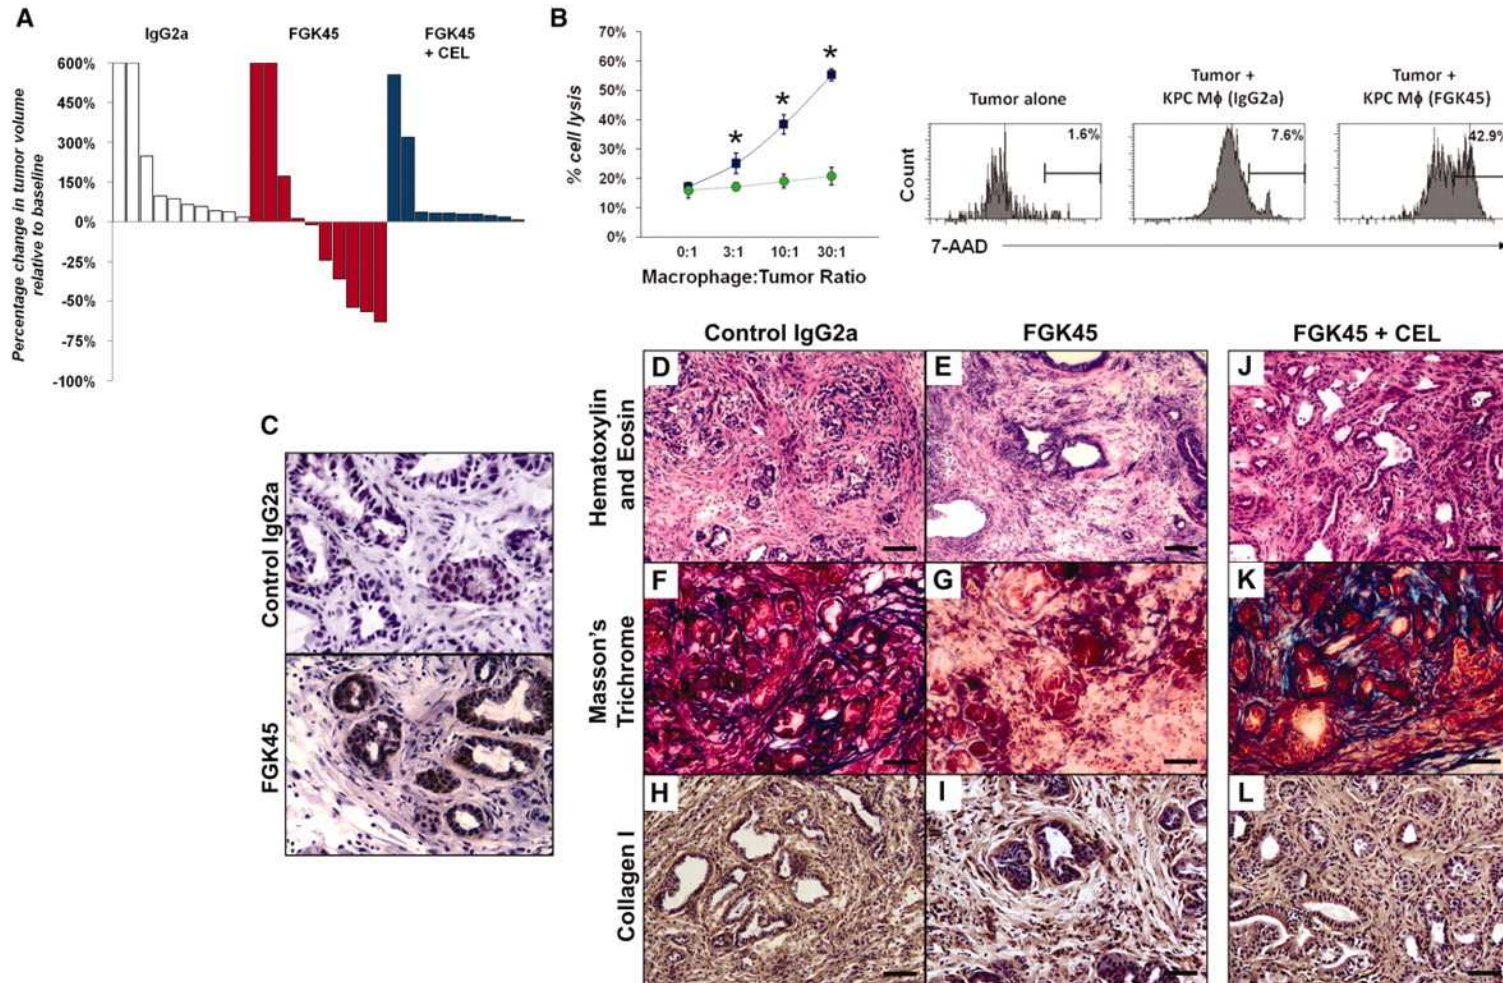 A
IgG2a
FGK45
FGK45
+ CEL
Percentage change in tumor volume
relative to baseline
600%
450%
300%
150%
0%
-25%
-50%
-75%
-100%
B
% cell lysis
70%
60%
50%
40%
30%
20%
10%
0%
*
*
*
0:1
3:1
10:1
30:1
Macrophage:Tumor Ratio
Tumor alone
Tumor +
KPC Mϕ (IgG2a)
Tumor +
KPC Mϕ (FGK45)
Count
1.6%
7.6%
42.9%
7-AAD
C
Control IgG2a
FGK45
Control IgG2a
FGK45
FGK45 + CEL
Hematoxylin
and Eosin
D
E
J
Masson's
Trichrome
F
G
K
Collagen I
H
I
L